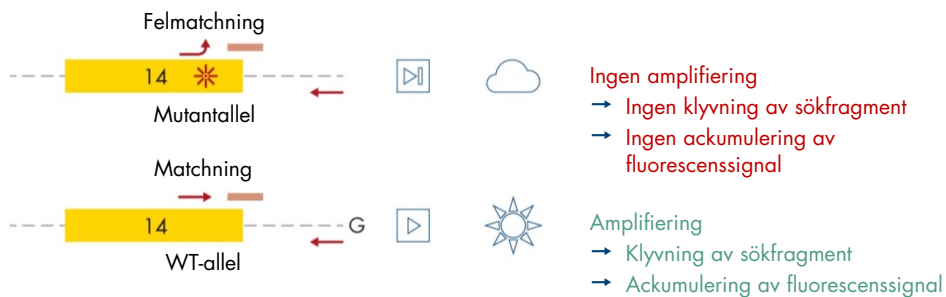 Felmatchning
14
Mutantallel
Ingen amplifiering
→ Ingen klyvning av sökfragment
→ Ingen ackumulering av
fluorescenssignal
Matchning
14
G
WT-allel
Amplifiering
→ Klyvning av sökfragment
→ Ackumulering av fluorescenssignal